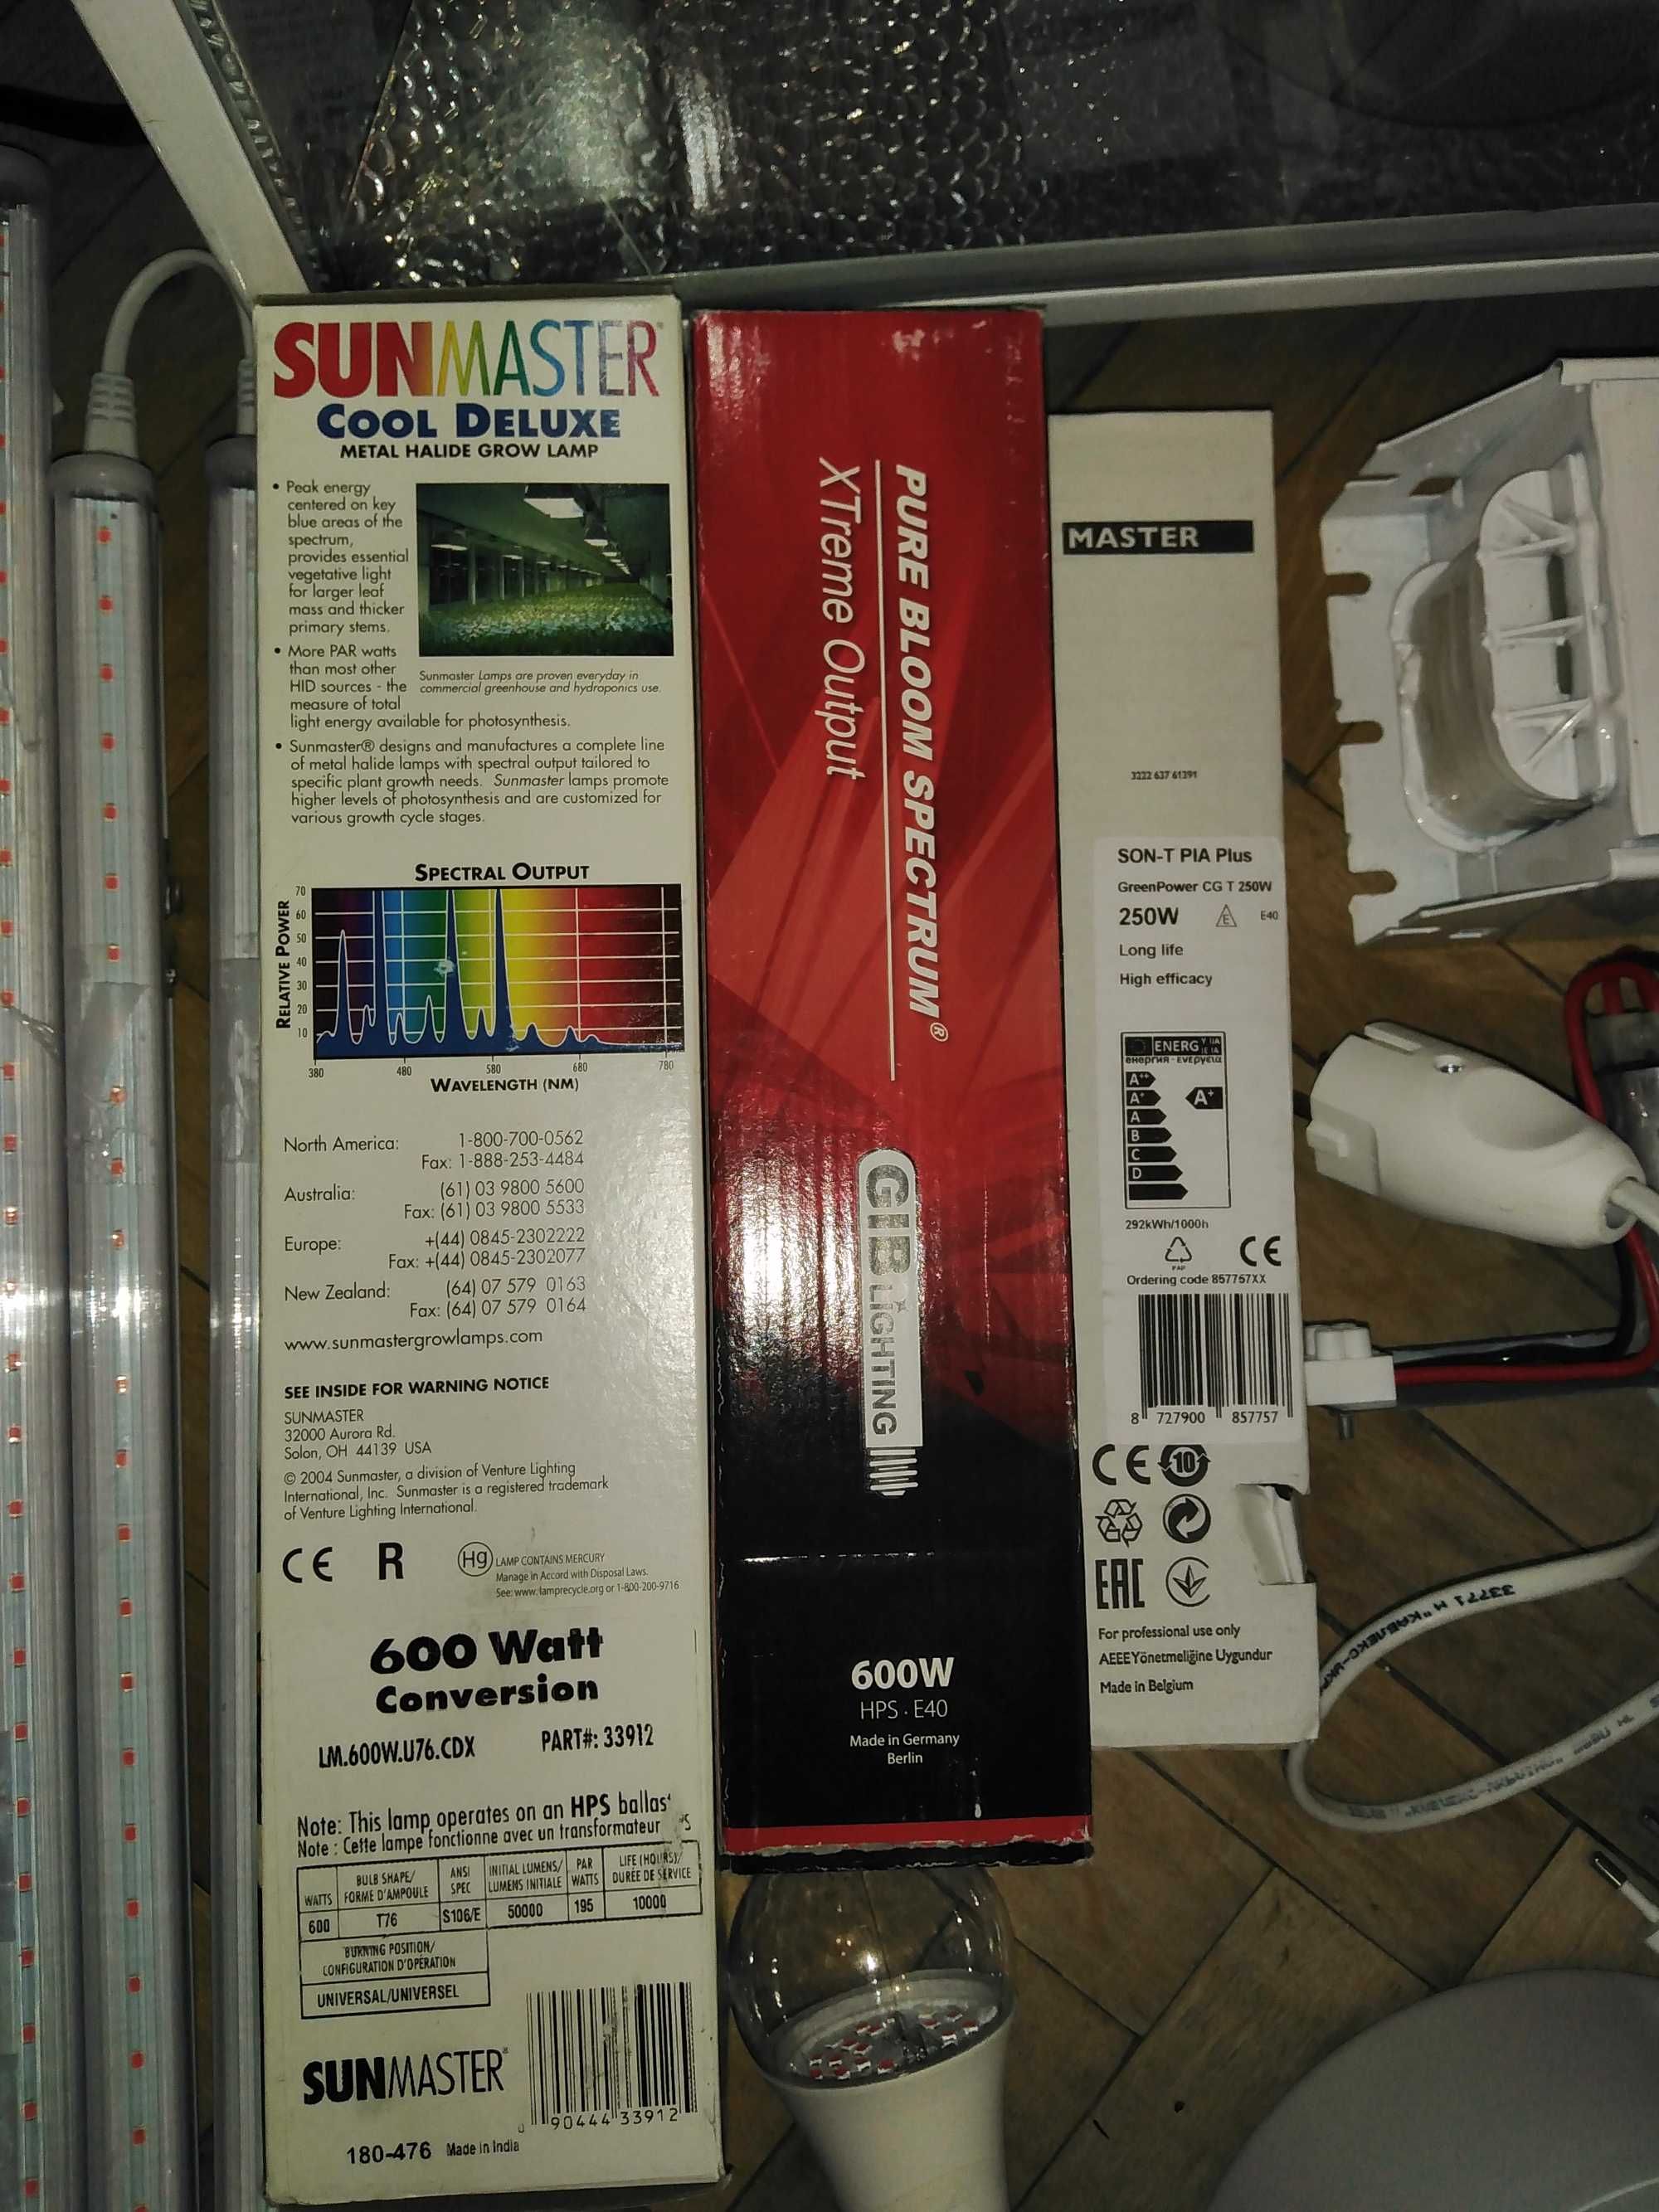 SUNMASTER
COOL DELUXE
METAL HALIDE GROW LAMP
• Peak energy
centered on key
blue areas of the
spectrum,
provides essential
vegetative light
for larger leaf
mass and thicker
primary stems.
• More PAR watts
than most other
HID sources - the
measure of total
light energy available for photosynthesis.
Sunmaster Lamps are proven everyday in
commercial greenhouse and hydroponics use.
• Sunmaster® designs and manufactures a complete line
of metal halide lamps with spectral output tailored to
specific plant growth needs. Sunmaster lamps promote
higher levels of photosynthesis and are customized for
various growth cycle stages.
SPECTRAL OUTPUT
RELATIVE POWER
70
60
50
40
30
20
10
380 480 580 680 780
WAVELENGTH (NM)
North America: 1-800-700-0562
Fax: 1-888-253-4484
Australia: (61) 03 9800 5600
Fax: (61) 03 9800 5533
Europe: +(44) 0845-2302222
Fax: +(44) 0845-2302077
New Zealand: (64) 07 579 0163
Fax: (64) 07 579 0164
www.sunmastergrowlamps.com
SEE INSIDE FOR WARNING NOTICE
SUNMASTER
32000 Aurora Rd.
Solon, OH 44139 USA
© 2004 Sunmaster, a division of Venture Lighting
International, Inc. Sunmaster is a registered trademark
of Venture Lighting International.
CE R Hg LAMP CONTAINS MERCURY
Manage in Accord with Disposal Laws.
See: www.lamprecycle.org or 1-800-200-9716
600 Watt
Conversion
LM.600W.U76.CDX PART#: 33912
Note: This lamp operates on an HPS ballas
Note : Cette lampe fonctionne avec un transformateur
WATTS BULB SHAPE/ FORME D'AMPOULE ANSI SPEC INITIAL LUMENS/ LUMENS INITIALE PAR WATTS LIFE (HOURS)/ DURÉE DE SERVICE
600 T76 S106/E 50000 195 10000
BURNING POSITION/
CONFIGURATION D'OPÉRATION
UNIVERSAL/UNIVERSEL
SUNMASTER
0 90444 33912
180-476 Made in India
PURE BLOOM SPECTRUM®
XTreme Output
GIB LIGHTING
600W
HPS · E40
Made in Germany
Berlin
MASTER
3222 637 61391
SON-T PIA Plus
GreenPower CG T 250W
250W E E40
Long life
High efficacy
ENERG Y IJA IE IA
енергия · ενεργεια
A++
A+ A+
A
B
C
D
292kWh/1000h
PAP CE
Ordering code 857757XX
8 727900 857757
CE 10
EAC
For professional use only
AEEE Yönetmeliğine Uygundur
Made in Belgium